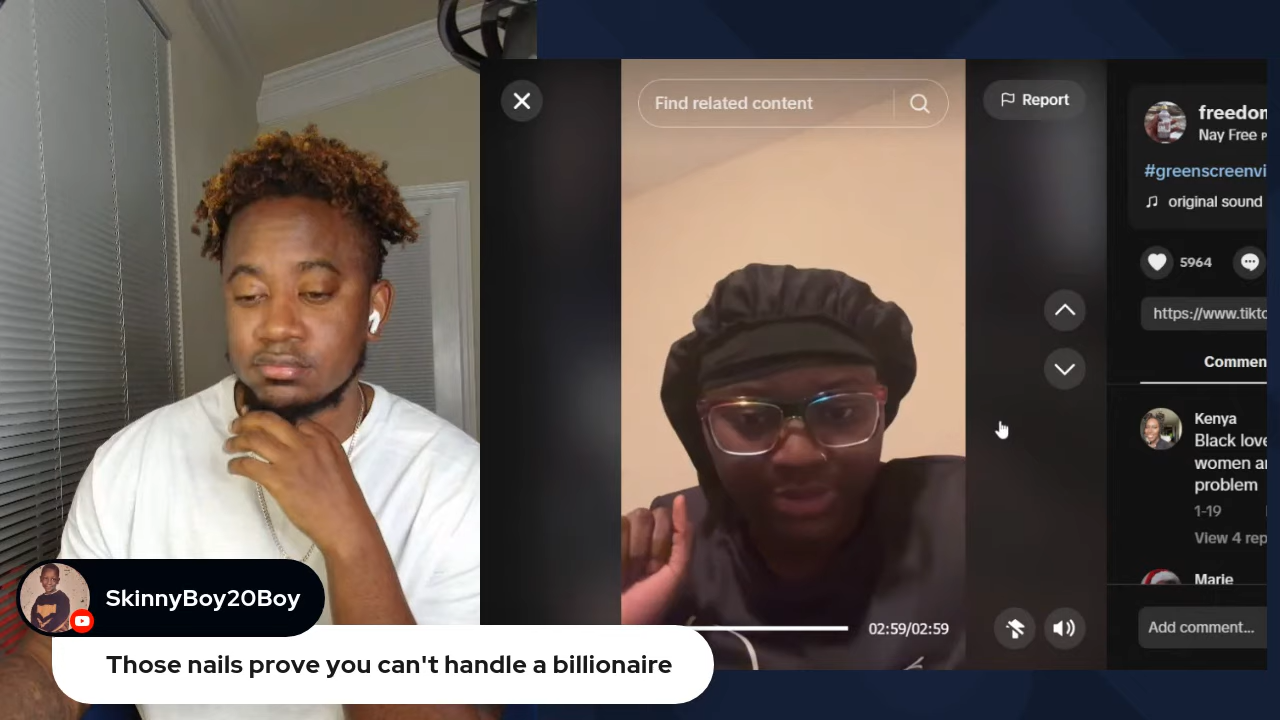 Find related content
Report
freedom
Nay Free
#greenscreenvi
original sound
5964
https://www.tikto
Commen
Kenya
Black love
women a
problem
1-19
View 4 rep
Marie
Add comment...
02:59/02:59
SkinnyBoy20Boy
Those nails prove you can't handle a billionaire